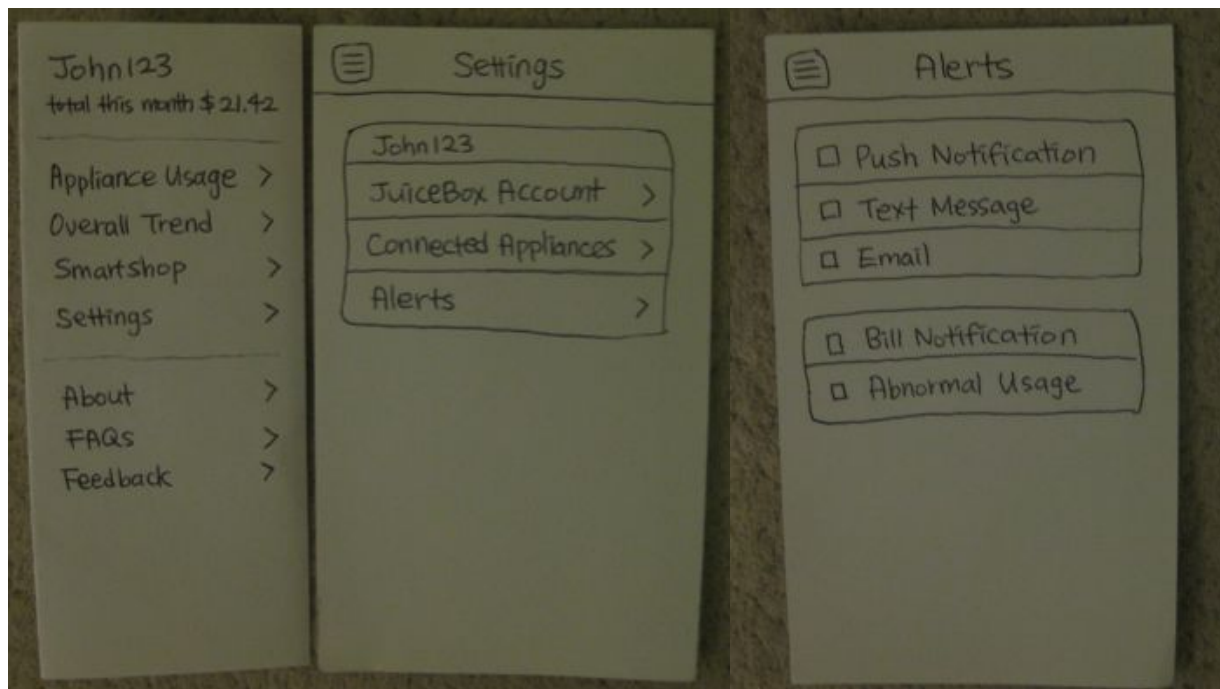 John123
total this month $21.42
Appliance Usage >
Overall Trend >
Smartshop >
Settings >
About >
FAQs >
Feedback >
Settings
John123
JuiceBox Account >
Connected Appliances >
Alerts >
Alerts
Push Notification
Text Message
Email
Bill Notification
Abnormal Usage